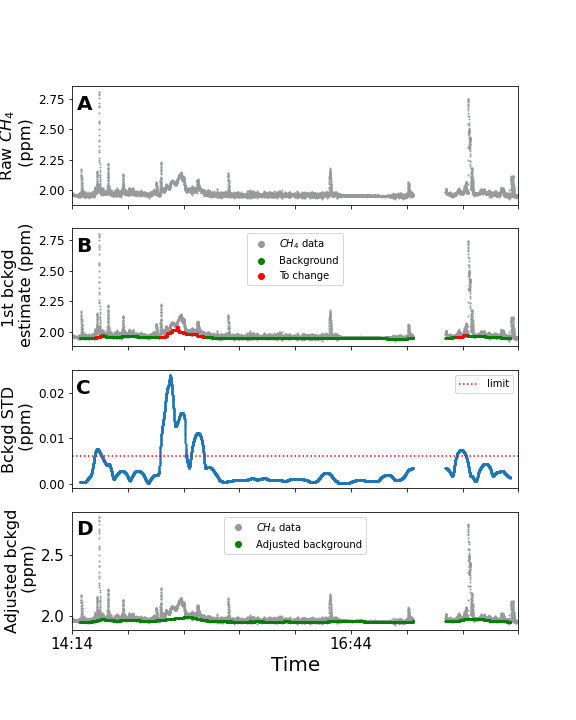 A
Raw CH4
(ppm)
2.75
2.50
2.25
2.00
B
1st bckgd
estimate (ppm)
2.75
2.50
2.25
2.00
CH4 data
Background
To change
C
Bckgd STD
(ppm)
0.02
0.01
0.00
limit
D
Adjusted bckgd
(ppm)
2.5
2.0
CH4 data
Adjusted background
14:14
16:44
Time